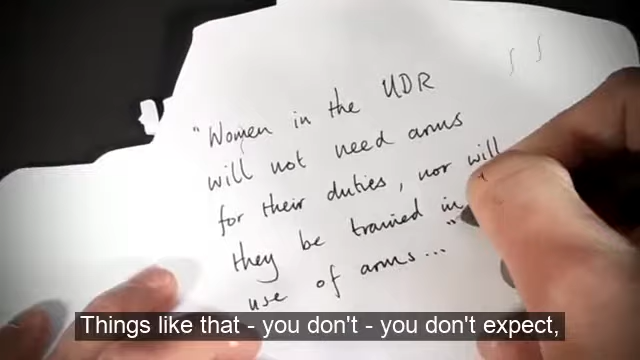 "Women in the UDR
will not need arms
for their duties, nor will
they be trained in
use of arms..."
Things like that - you don't - you don't expect,